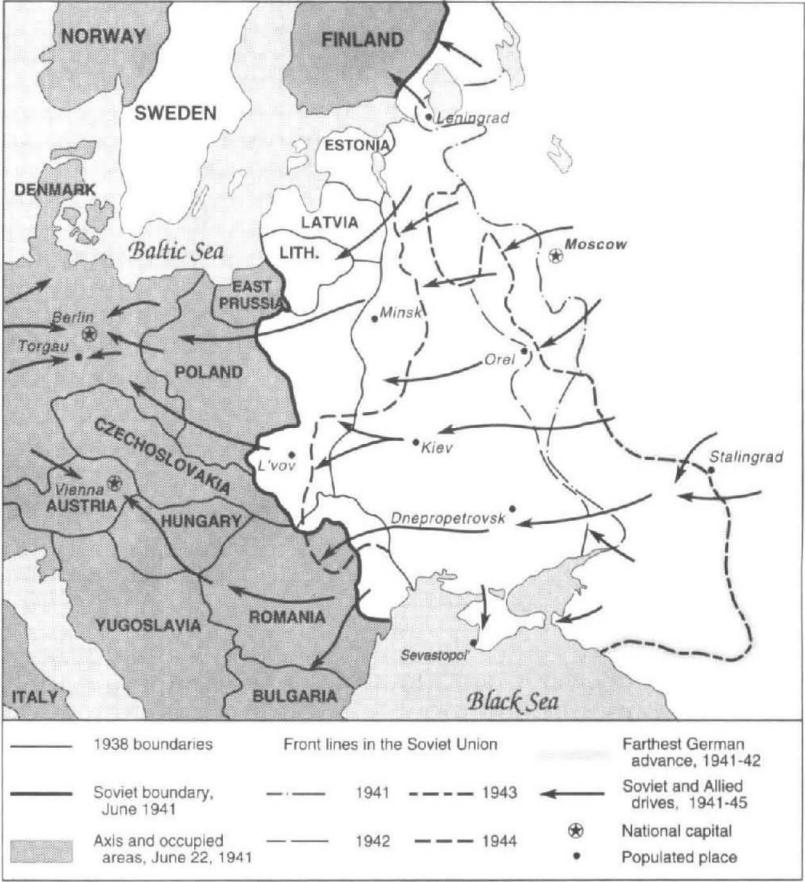 NORWAY
FINLAND
SWEDEN
Leningrad
ESTONIA
DENMARK
LATVIA
Moscow
Baltic Sea
LITH.
EAST
PRUSSIA
Berlin
Minsk
Torgau
Orel
POLAND
CZECHOSLOVAKIA
Kiev
L'vov
Stalingrad
Vienna
AUSTRIA
HUNGARY
Dnepropetrovsk
ROMANIA
YUGOSLAVIA
Sevastopol'
ITALY
BULGARIA
Black Sea
1938 boundaries
Soviet boundary,
June 1941
Axis and occupied
areas, June 22, 1941
Front lines in the Soviet Union
1941
1943
1942
1944
Farthest German
advance, 1941-42
Soviet and Allied
drives, 1941-45
National capital
Populated place